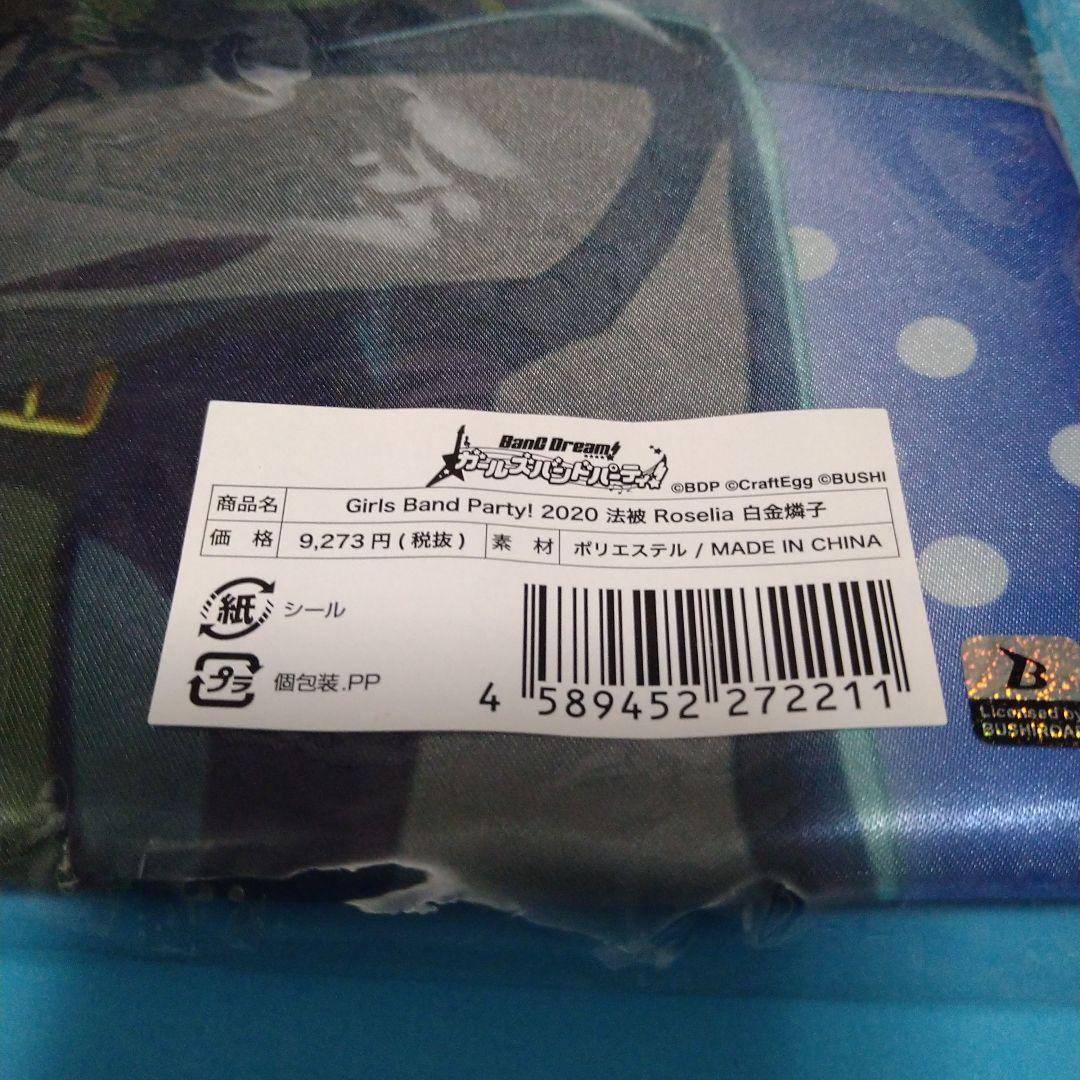 BanG Dream!
ガールズバンドパーティ!
©BDP ©CraftEgg ©BUSHI
商品名 Girls Band Party! 2020 法被 Roselia 白金燐子
価 格 9,273円(税抜) 素 材 ポリエステル / MADE IN CHINA
紙 シール
プラ 個包装.PP
4 589452 272211
B
Licensed by
BUSHIROAD